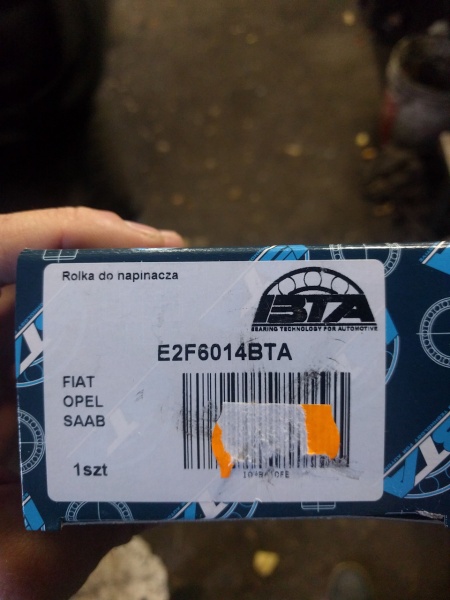 Rolka do napinacza
BTA
BEARING TECHNOLOGY FOR AUTOMOTIVE
E2F6014BTA
FIAT
OPEL
SAAB
1szt